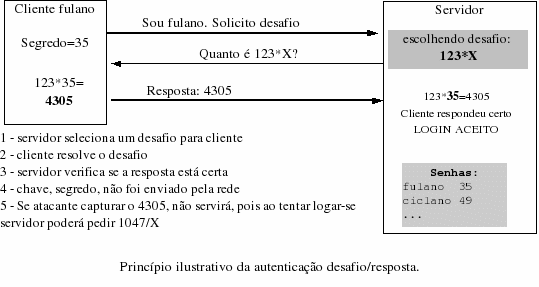 Cliente fulano
Segredo=35
123*35=
4305
Sou fulano. Solicito desafio
Quanto é 123*X?
Resposta: 4305
Servidor
escolhendo desafio:
123*X
123*35=4305
Cliente respondeu certo
LOGIN ACEITO
Senhas:
fulano 35
ciclano 49
...
1 - servidor seleciona um desafio para cliente
2 - cliente resolve o desafio
3 - servidor verifica se a resposta está certa
4 - chave, segredo, não foi enviado pela rede
5 - Se atacante capturar o 4305, não servirá, pois ao tentar logar-se
servidor poderá pedir 1047/X
Princípio ilustrativo da autenticação desafio/resposta.